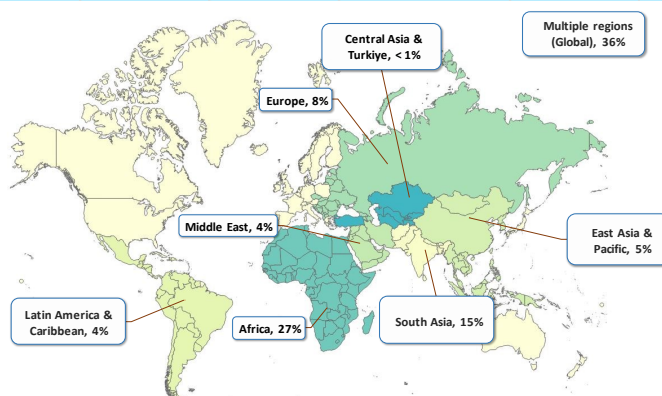 Multiple regions
(Global), 36%
Central Asia &
Turkiye, < 1%
Europe, 8%
Middle East, 4%
East Asia &
Pacific, 5%
Latin America &
Caribbean, 4%
Africa, 27%
South Asia, 15%